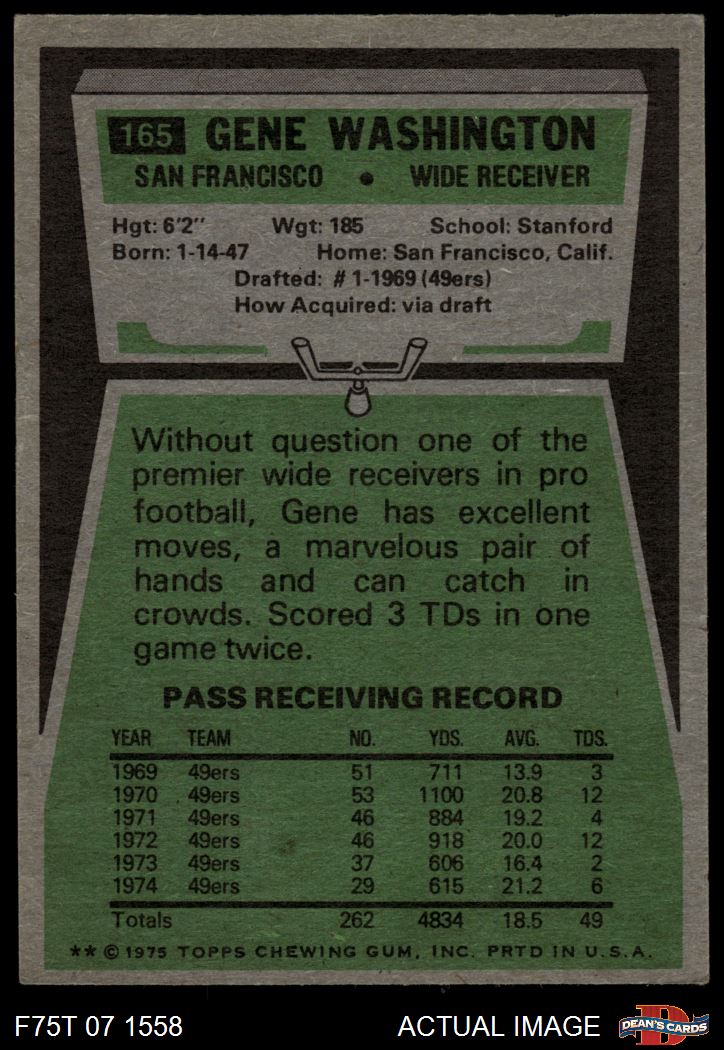 165 GENE WASHINGTON
SAN FRANCISCO • WIDE RECEIVER
Hgt: 6'2'' Wgt: 185 School: Stanford
Born: 1-14-47 Home: San Francisco, Calif.
Drafted: # 1-1969 (49ers)
How Acquired: via draft
Without question one of the
premier wide receivers in pro
football, Gene has excellent
moves, a marvelous pair of
hands and can catch in
crowds. Scored 3 TDs in one
game twice.
PASS RECEIVING RECORD
YEAR TEAM NO. YDS. AVG. TDS.
1969 49ers 51 711 13.9 3
1970 49ers 53 1100 20.8 12
1971 49ers 46 884 19.2 4
1972 49ers 46 918 20.0 12
1973 49ers 37 606 16.4 2
1974 49ers 29 615 21.2 6
Totals 262 4834 18.5 49
** © 1975 TOPPS CHEWING GUM, INC. PRTD IN U.S.A.
F75T 07 1558 ACTUAL IMAGE D DEAN'S CARDS